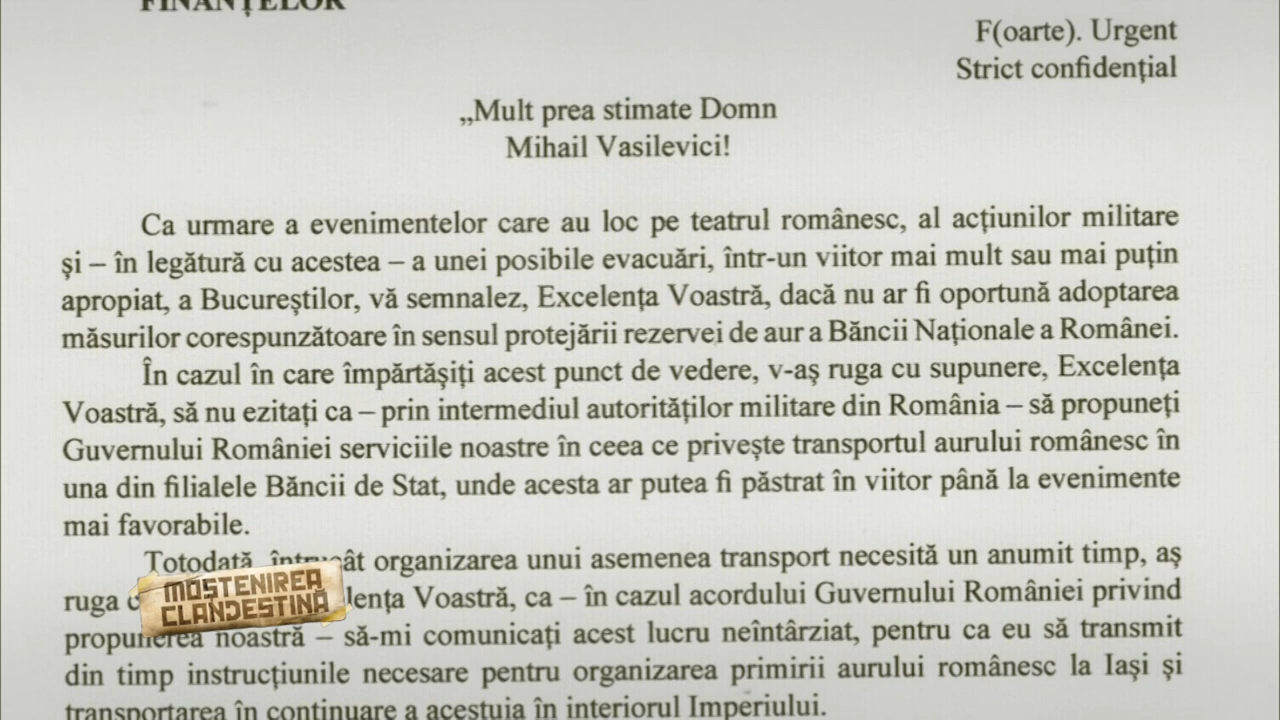 FINANȚELOR
F(oarte). Urgent
Strict confidențial
„Mult prea stimate Domn
Mihail Vasilevici!
Ca urmare a evenimentelor care au loc pe teatrul românesc, al acțiunilor militare
și – în legătură cu acestea – a unei posibile evacuări, într-un viitor mai mult sau mai puțin
apropiat, a Bucureștilor, vă semnalez, Excelența Voastră, dacă nu ar fi oportună adoptarea
măsurilor corespunzătoare în sensul protejării rezervei de aur a Băncii Naționale a Românei.
În cazul în care împărtășiți acest punct de vedere, v-aș ruga cu supunere, Excelența
Voastră, să nu ezitați ca – prin intermediul autorităților militare din România – să propuneți
Guvernului României serviciile noastre în ceea ce privește transportul aurului românesc în
una din filialele Băncii de Stat, unde acesta ar putea fi păstrat în viitor până la evenimente
mai favorabile.
Totodată, întrucât organizarea unui asemenea transport necesită un anumit timp, aș
ruga Voastră, ca – în cazul acordului Guvernului României privind
propunerea noastră – să-mi comunicați acest lucru neîntârziat, pentru ca eu să transmit
din timp instrucțiunile necesare pentru organizarea primirii aurului românesc la Iași și
transportarea în continuare a acestuia în interiorul Imperiului.
MOȘTENIREA
CLANDESTINĂ